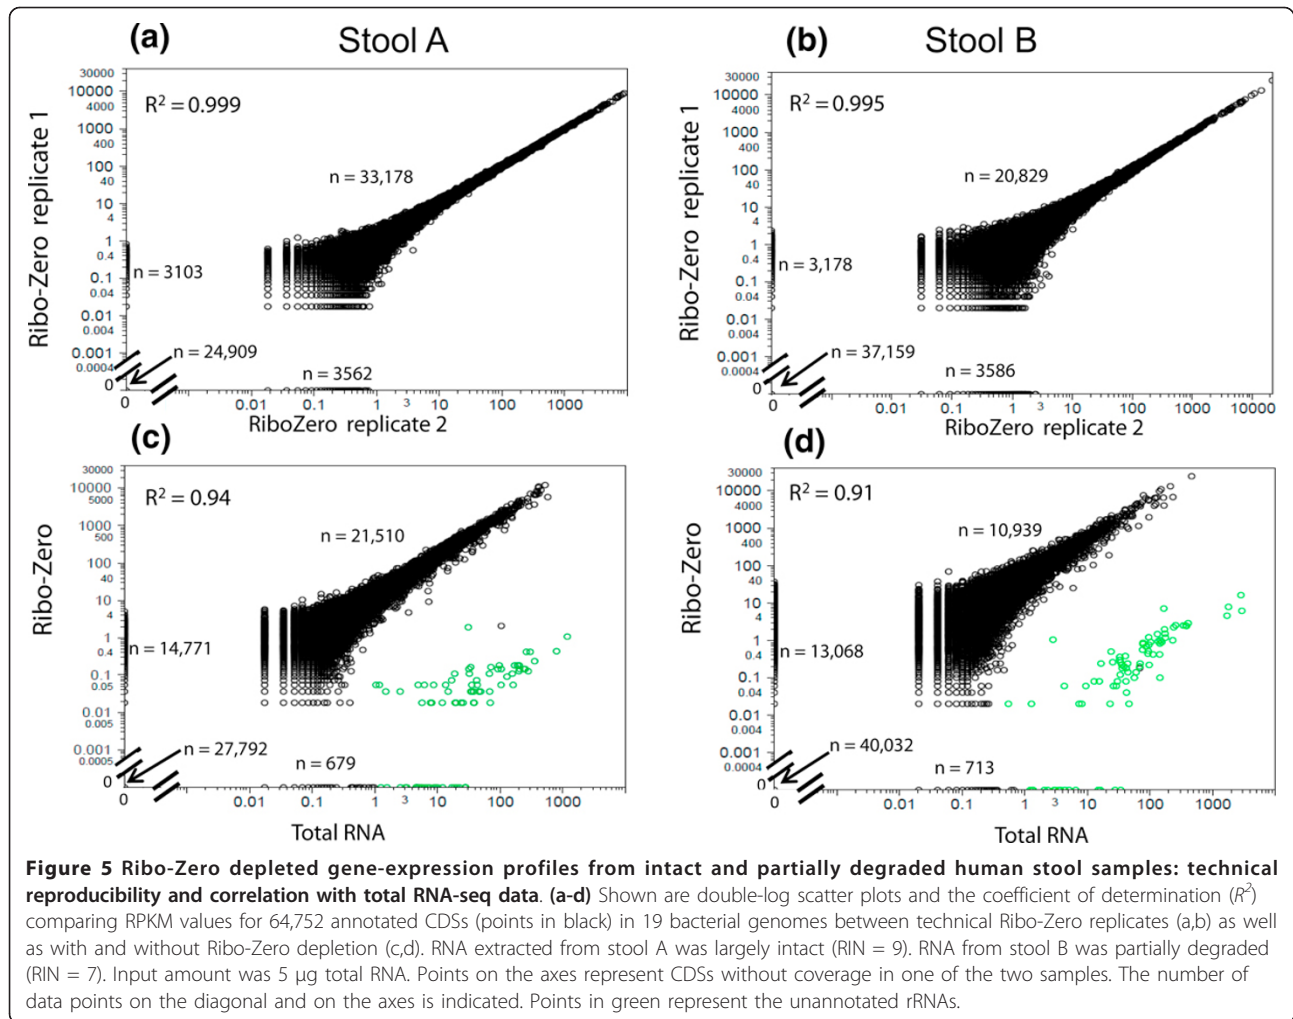 (a) Stool A
(b) Stool B
Ribo-Zero replicate 1
30000
10000
4000
1000
400
100
40
10
4
1
0.4
0.1
0.04
0.01
0.004
0.001
0.0004
0
R² = 0.999
n = 33,178
n = 3103
n = 24,909
n = 3562
0 0.01 0.1 1 3 10 100 1000
RiboZero replicate 2
Ribo-Zero replicate 1
30000
10000
4000
1000
400
100
40
10
4
1
0.4
0.1
0.04
0.01
0.004
0.001
0.0004
0
R² = 0.995
n = 20,829
n = 3,178
n = 37,159
n = 3586
0 0.01 0.1 1 3 10 100 1000 10000
RiboZero replicate 2
(c)
Ribo-Zero
30000
10000
5000
1000
500
100
40
10
4
1
0.4
0.1
0.05
0.01
0.005
0.001
0.0005
0
R² = 0.94
n = 21,510
n = 14,771
n = 27,792
n = 679
0 0.01 0.1 1 3 10 100 1000
Total RNA
(d)
Ribo-Zero
30000
10000
4000
1000
400
100
40
10
4
1
0.4
0.1
0.04
0.01
0.004
0.001
0.0004
0
R² = 0.91
n = 10,939
n = 13,068
n = 40,032
n = 713
0 0.01 0.1 1 3 10 100 1000
Total RNA
Figure 5 Ribo-Zero depleted gene-expression profiles from intact and partially degraded human stool samples: technical
reproducibility and correlation with total RNA-seq data. (a-d) Shown are double-log scatter plots and the coefficient of determination (R²)
comparing RPKM values for 64,752 annotated CDSs (points in black) in 19 bacterial genomes between technical Ribo-Zero replicates (a,b) as well
as with and without Ribo-Zero depletion (c,d). RNA extracted from stool A was largely intact (RIN = 9). RNA from stool B was partially degraded
(RIN = 7). Input amount was 5 μg total RNA. Points on the axes represent CDSs without coverage in one of the two samples. The number of
data points on the diagonal and on the axes is indicated. Points in green represent the unannotated rRNAs.